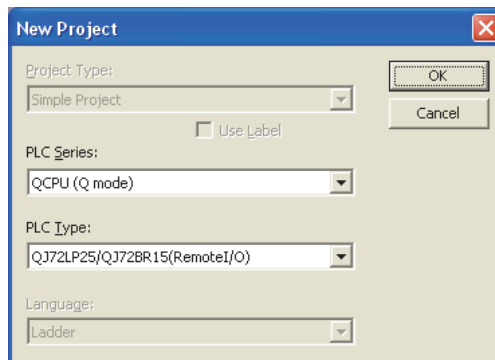 New Project
Project Type:
OK
Simple Project
Cancel
Use Label
PLC Series:
QCPU (Q mode)
PLC Type:
QJ72LP25/QJ72BR15(RemoteI/O)
Language:
Ladder